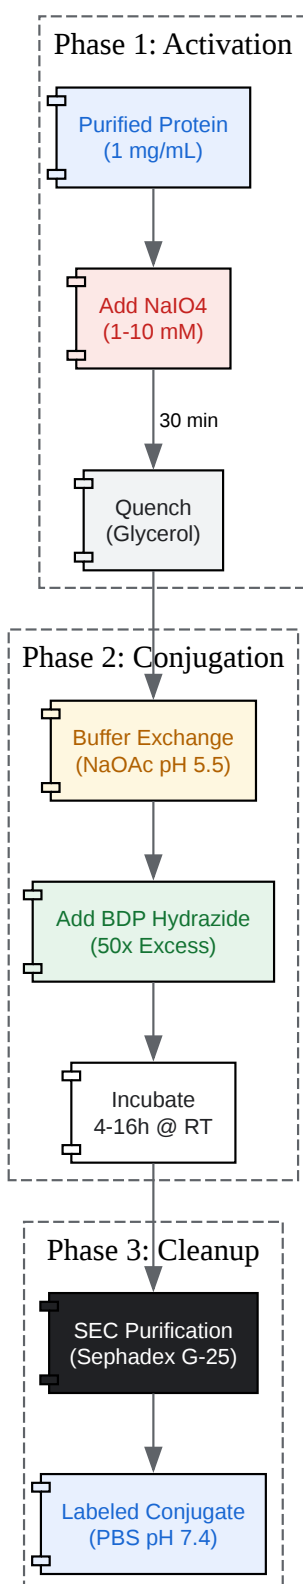 Phase 1: Activation
Purified Protein
(1 mg/mL)
Add NaIO4
(1-10 mM)
30 min
Quench
(Glycerol)
Phase 2: Conjugation
Buffer Exchange
(NaOAc pH 5.5)
Add BDP Hydrazide
(50x Excess)
Incubate
4-16h @ RT
Phase 3: Cleanup
SEC Purification
(Sephadex G-25)
Labeled Conjugate
(PBS pH 7.4)